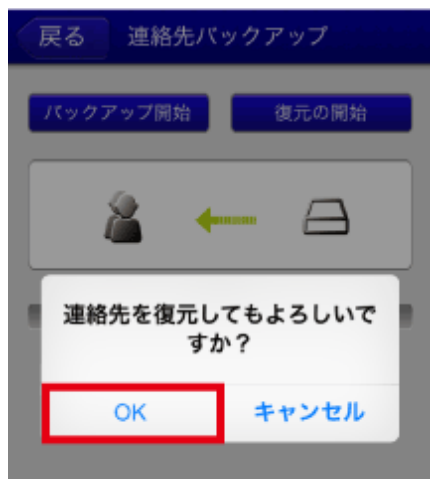 戻る 連絡先バックアップ
バックアップ開始 復元の開始
連絡先を復元してもよろしいで
すか？
OK キャンセル